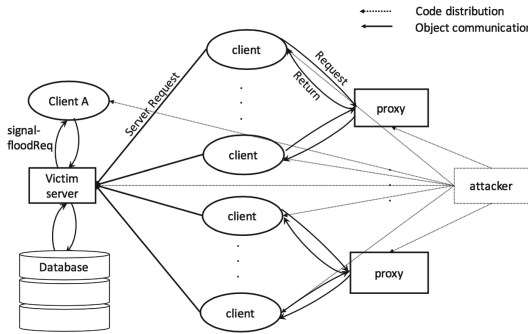 Code distribution
Object communication
client
Request
Return
Server Request
Client A
proxy
signal-
floodReq
client
Victim
server
attacker
client
Database
proxy
client